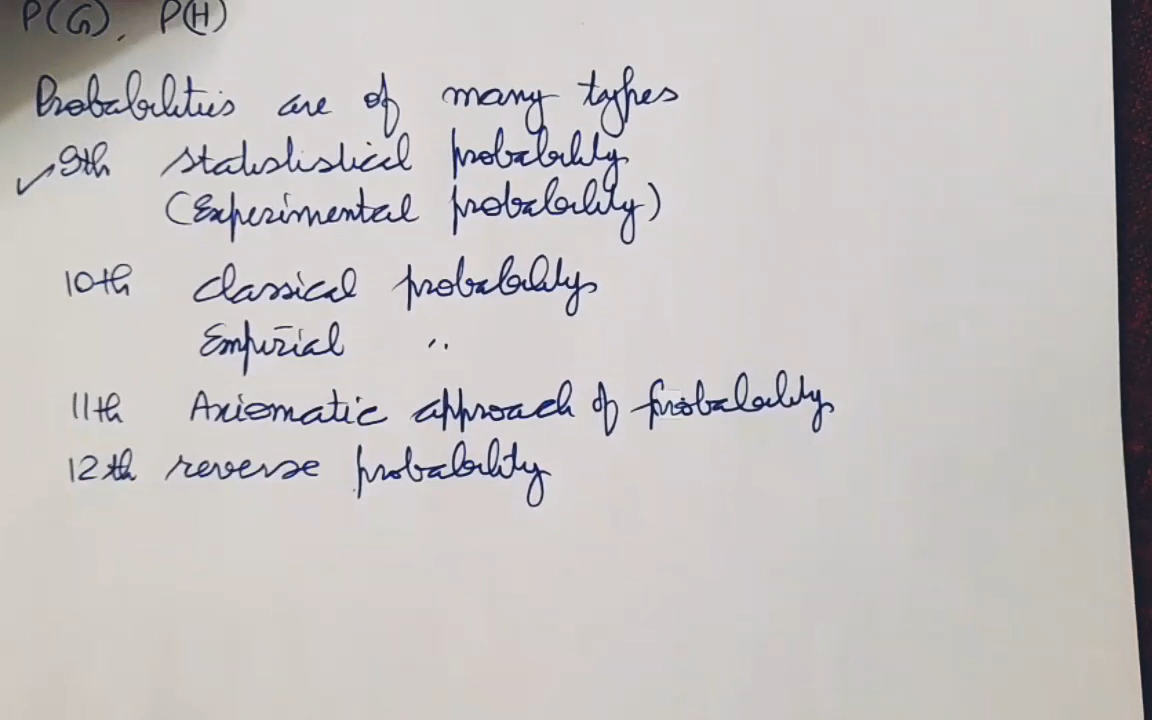 P(G), P(H)
Probabilities are of many types
9th statistical probability
(Experimental probability)
10th classical probability
Empirial ''
11th Axiomatic approach of probability
12th reverse probability